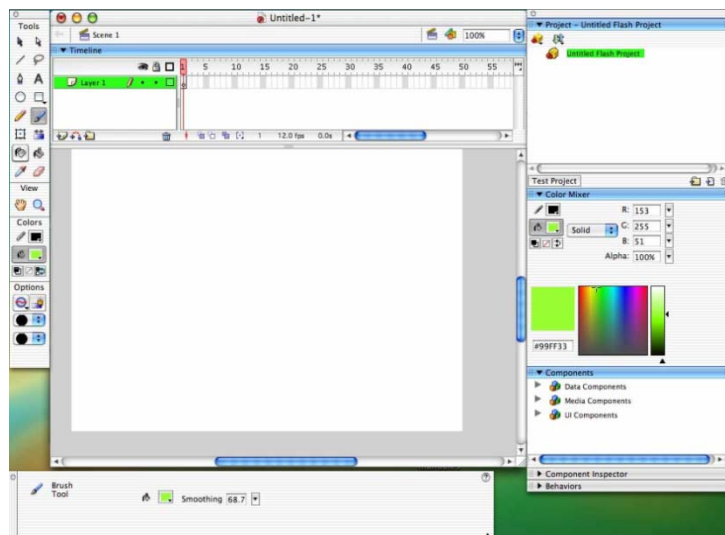 Tools
View
Colors
Options
Untitled-1*
Scene 1
100%
Timeline
1 5 10 15 20 25 30 35 40 45 50 55
Layer 1
1 12.0 fps 0.0s
Project - Untitled Flash Project
Untitled Flash Project
Test Project
Color Mixer
R: 153
Solid
G: 255
B: 51
Alpha: 100%
#99FF33
Components
Data Components
Media Components
UI Components
Component Inspector
Behaviors
Brush
Tool
Smoothing 68.7